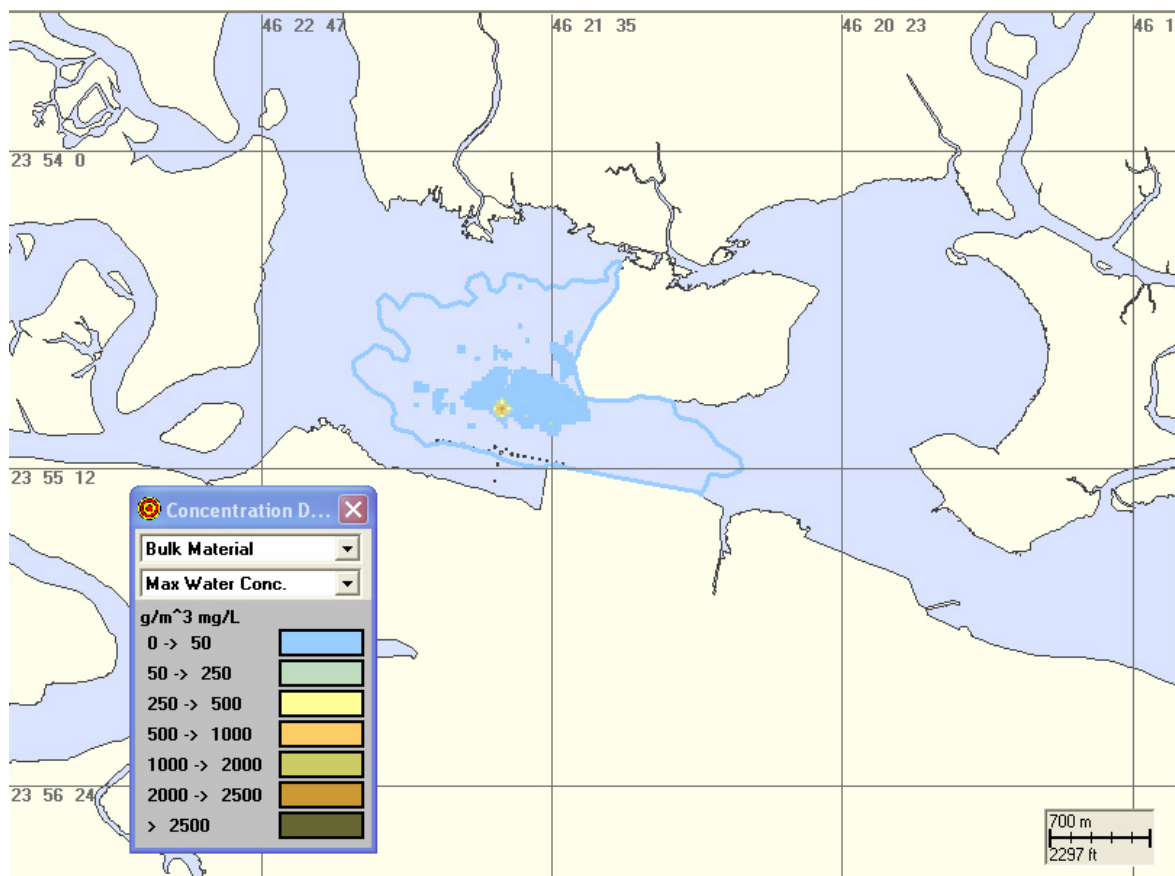 46 22 47
46 21 35
46 20 23
46 1
23 54 0
23 55 12
Concentration D...
Bulk Material
Max Water Conc.
g/m^3 mg/L
0 -> 50
50 -> 250
250 -> 500
500 -> 1000
1000 -> 2000
2000 -> 2500
> 2500
23 56 24
700 m
2297 ft